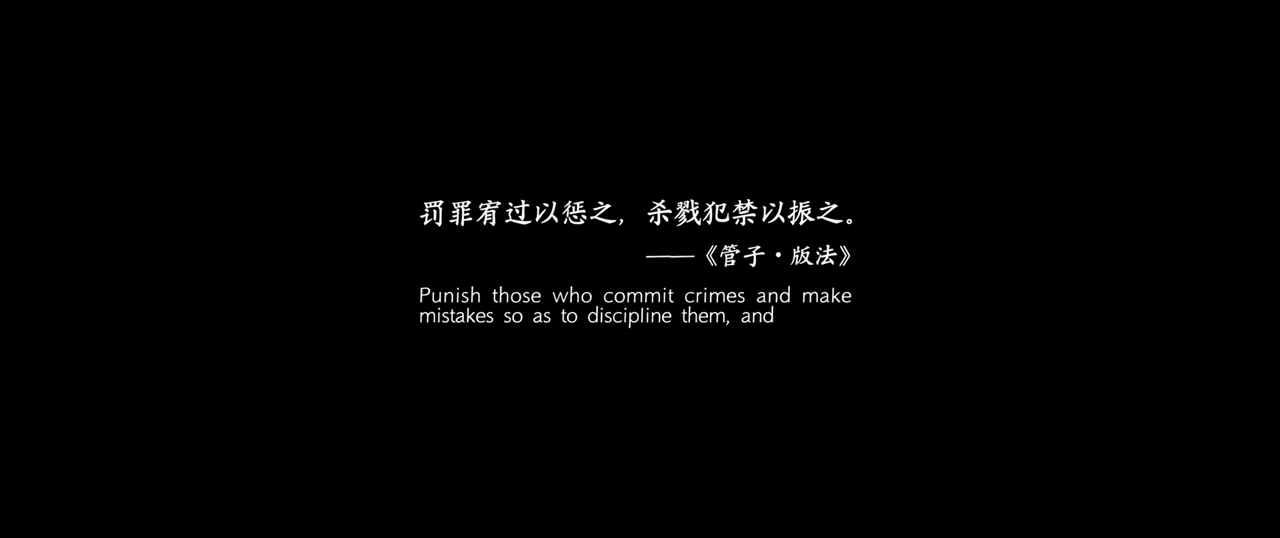 罚罪宥过以惩之，杀戮犯禁以振之。
——《管子·版法》
Punish those who commit crimes and make
mistakes so as to discipline them, and